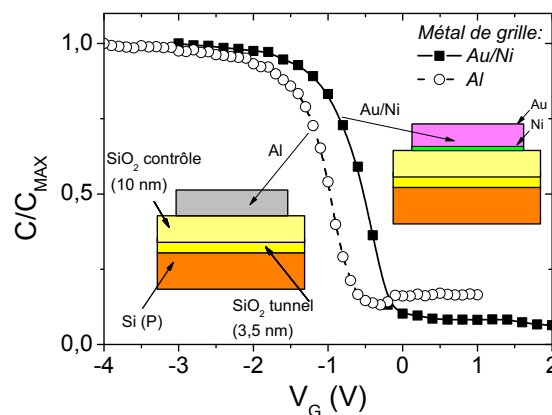 1,0
0,5
0,0
C/C_MAX
-4 -3 -2 -1 0 1 2
V_G (V)
Métal de grille:
Au/Ni
Al
Au/Ni
Au
Ni
Al
SiO2 contrôle
(10 nm)
Si (P)
SiO2 tunnel
(3,5 nm)